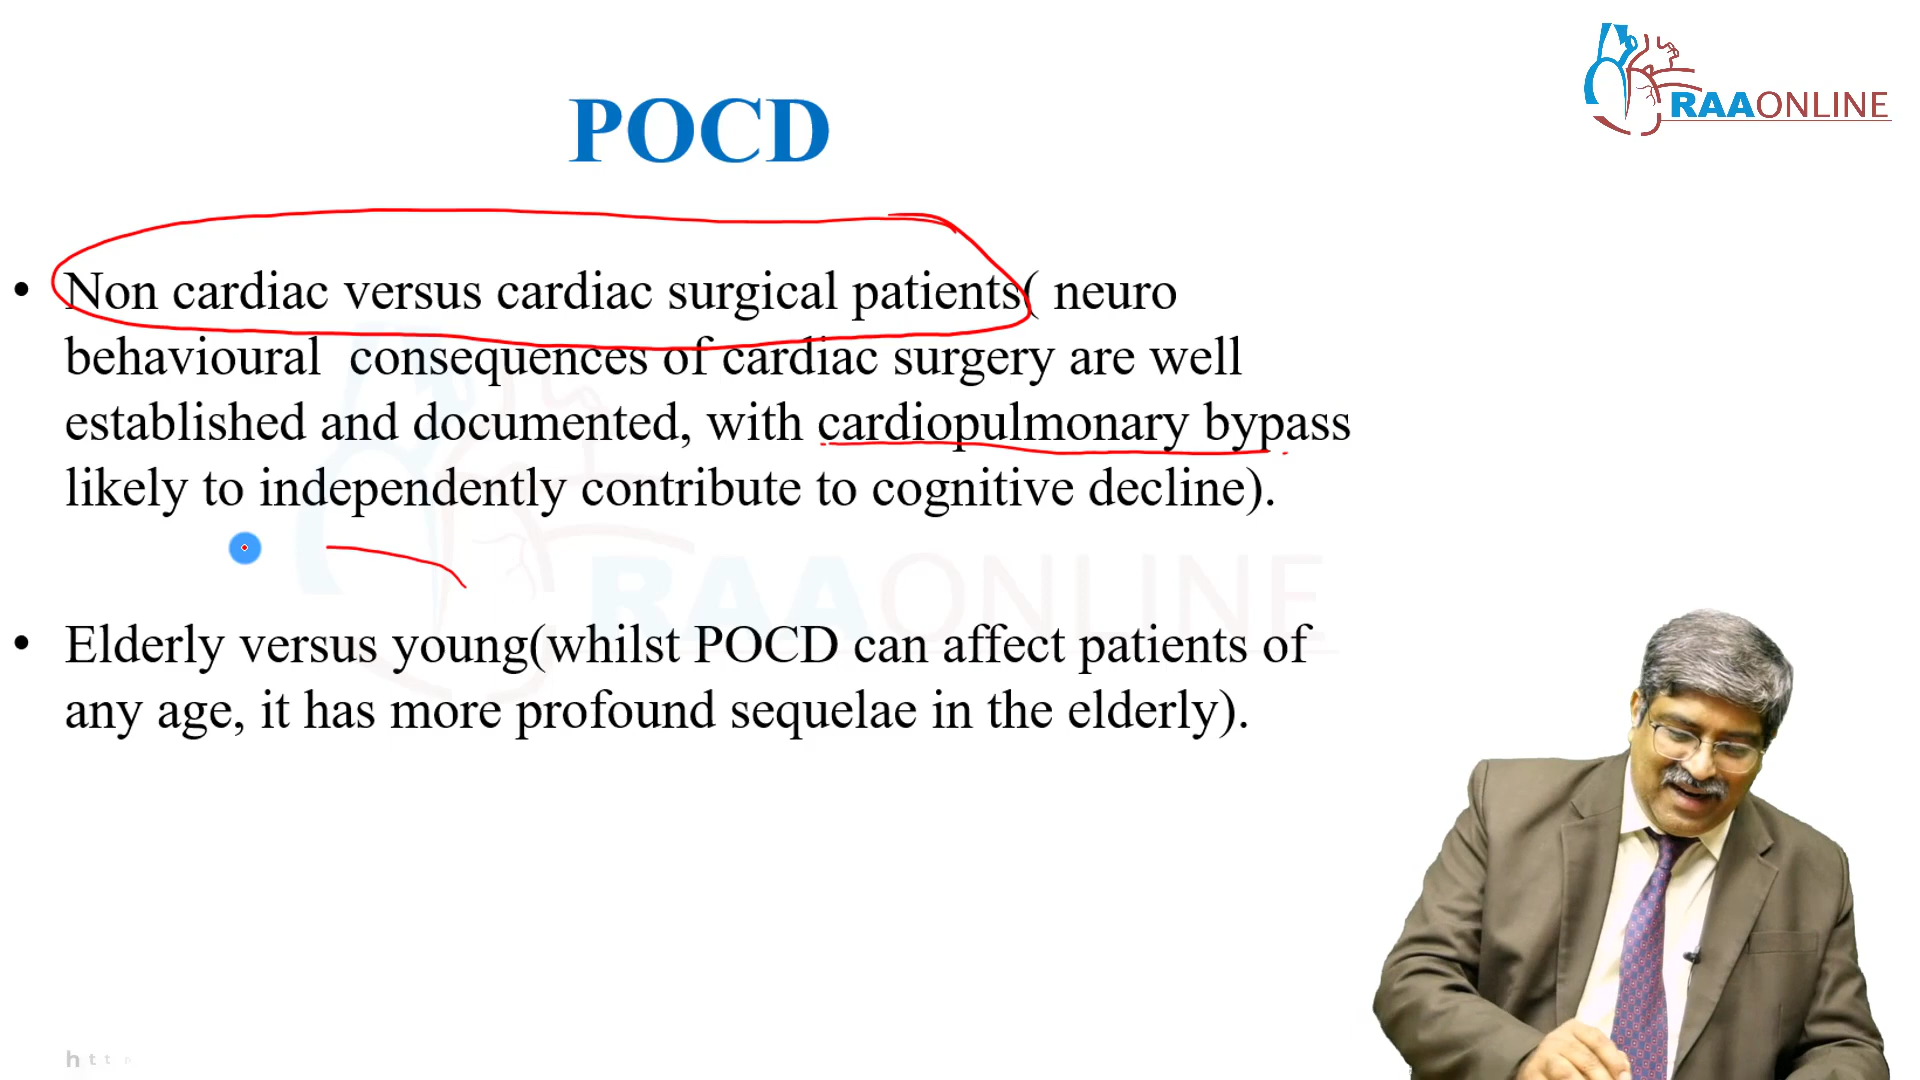 RAAONLINE
POCD
• Non cardiac versus cardiac surgical patients( neuro
behavioural consequences of cardiac surgery are well
established and documented, with cardiopulmonary bypass
likely to independently contribute to cognitive decline).
RAAONLINE
• Elderly versus young(whilst POCD can affect patients of
any age, it has more profound sequelae in the elderly).
htt